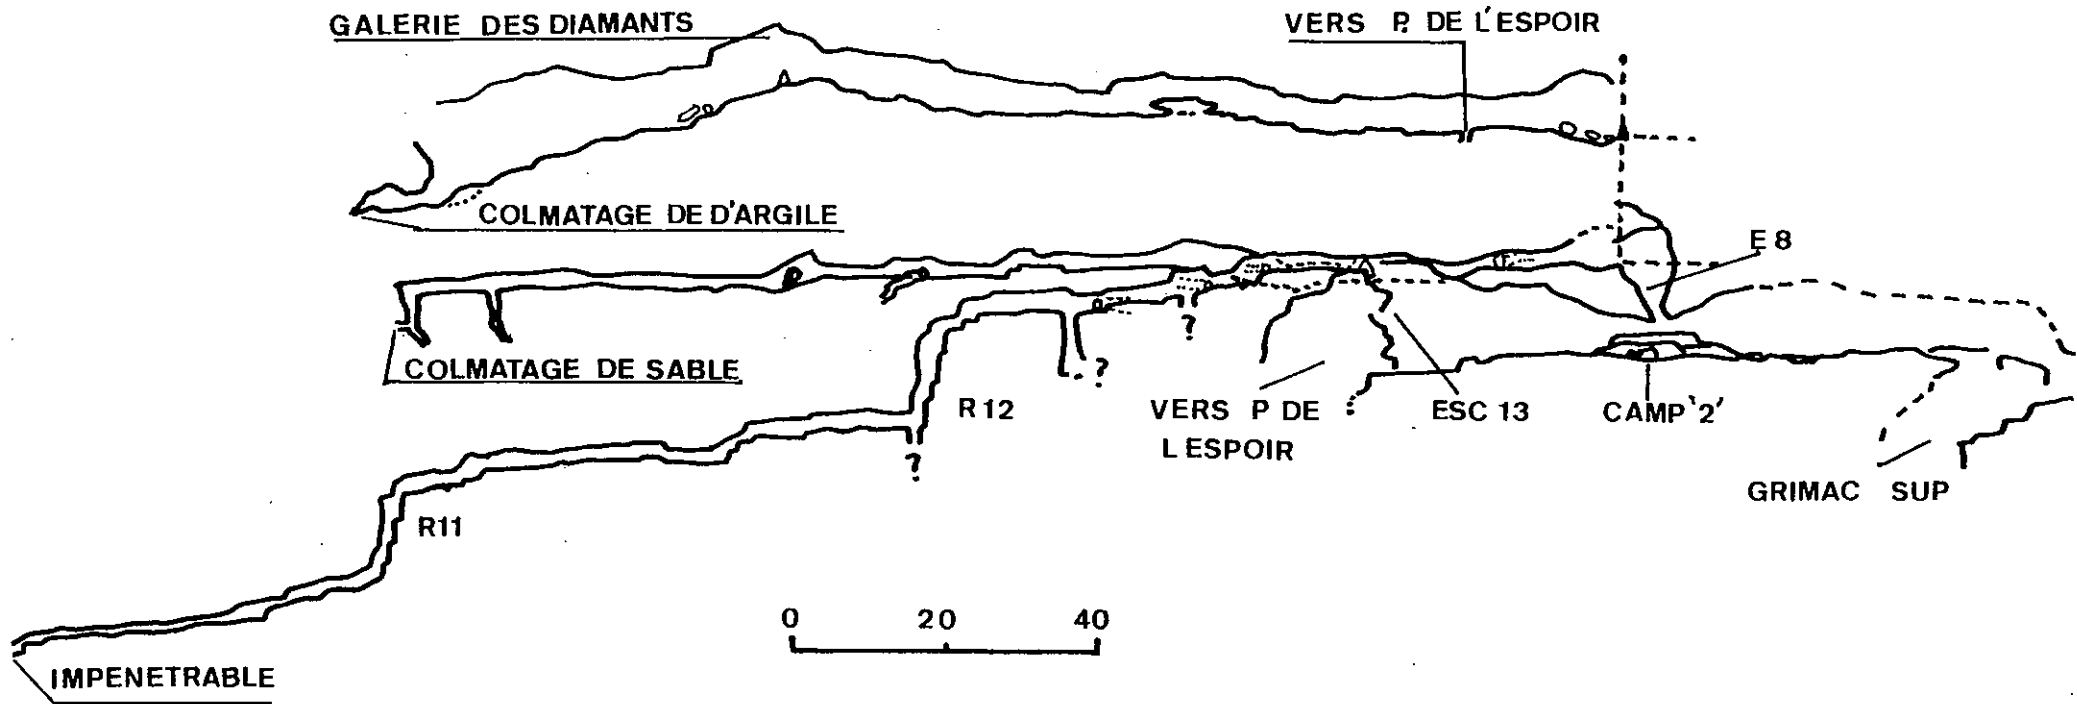 GALERIE DES DIAMANTS
VERS P. DE L'ESPOIR
COLMATAGE DE D'ARGILE
E 8
COLMATAGE DE SABLE
?
?
R 12
VERS P DE
L ESPOIR
ESC 13
CAMP '2'
?
GRIMAC SUP
R11
0 20 40
IMPENETRABLE